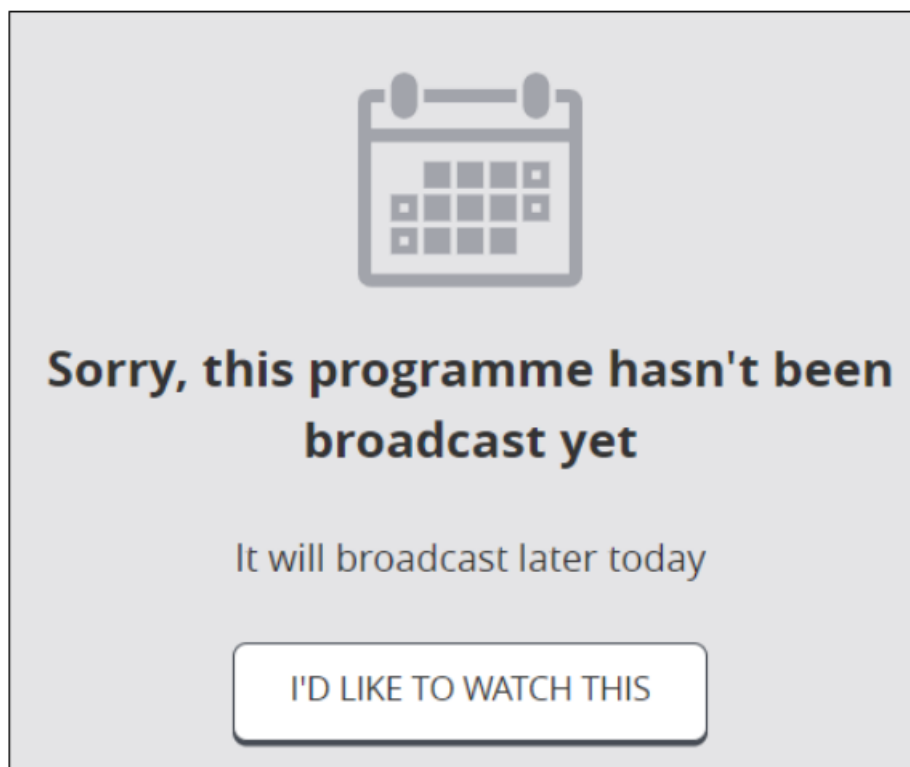 Sorry, this programme hasn't been
broadcast yet
It will broadcast later today
I'D LIKE TO WATCH THIS